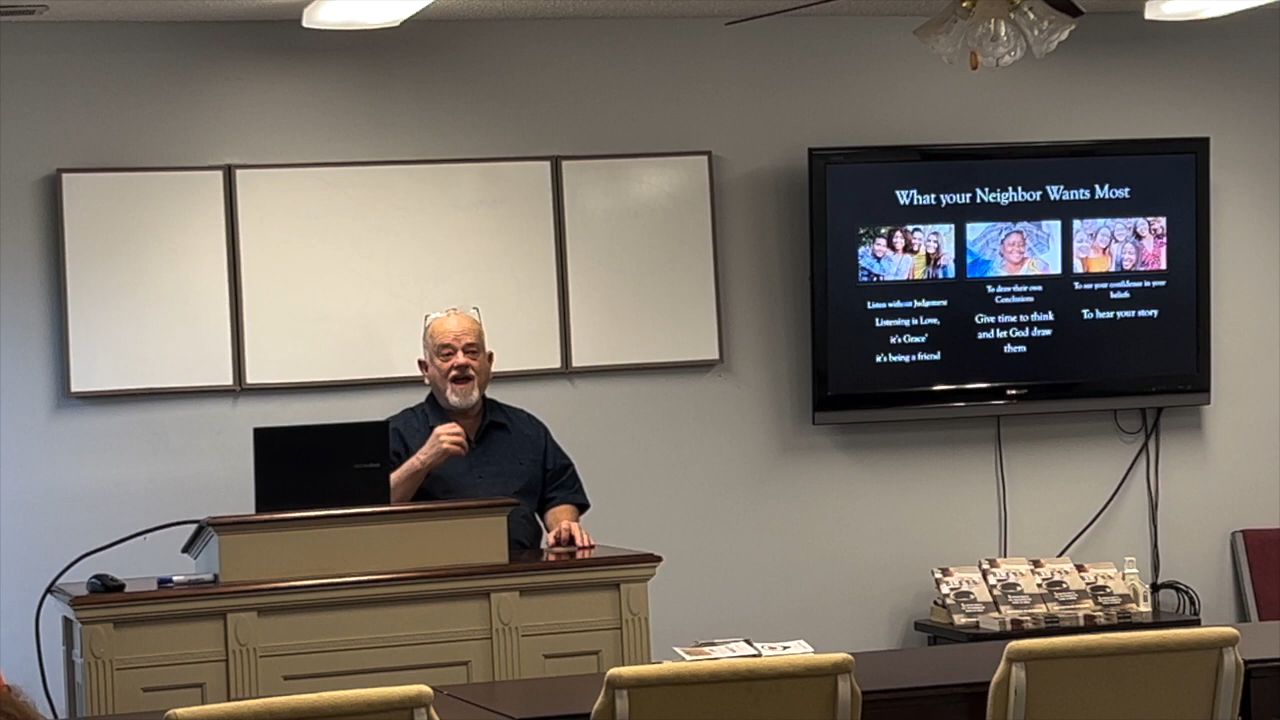 What your Neighbor Wants Most
Listen without Judgement
Listening is Love,
it's Grace'
it's being a friend
To draw their own
Conclusions
Give time to think
and let God draw
them
To see your confidence in your
beliefs
To hear your story